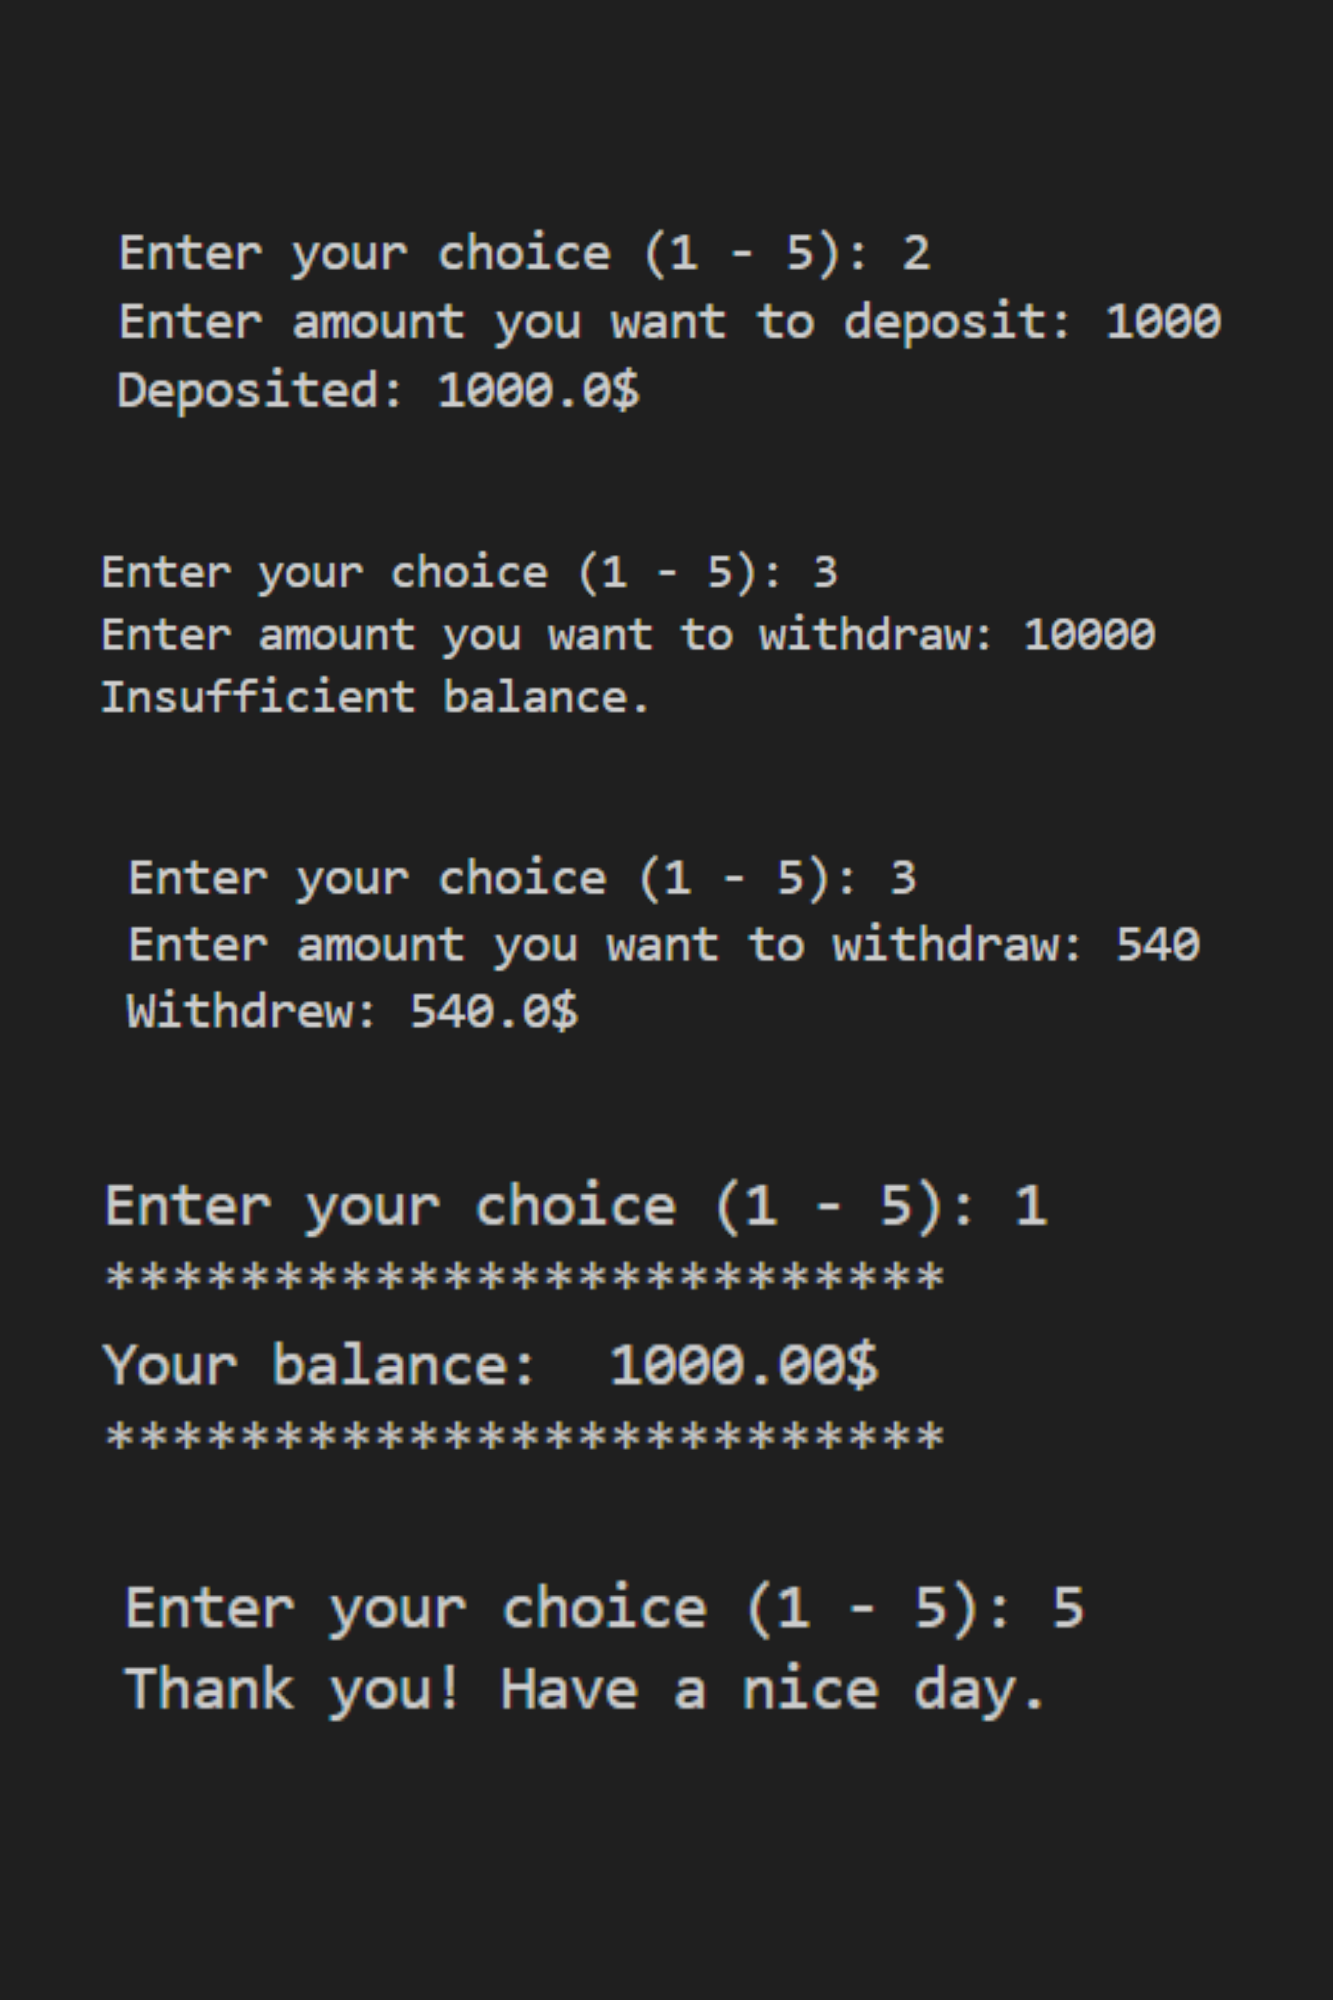 Enter your choice (1 - 5): 2
Enter amount you want to deposit: 1000
Deposited: 1000.0$
Enter your choice (1 - 5): 3
Enter amount you want to withdraw: 10000
Insufficient balance.
Enter your choice (1 - 5): 3
Enter amount you want to withdraw: 540
Withdrew: 540.0$
Enter your choice (1 - 5): 1
*************************
Your balance:  1000.00$
*************************
Enter your choice (1 - 5): 5
Thank you! Have a nice day.